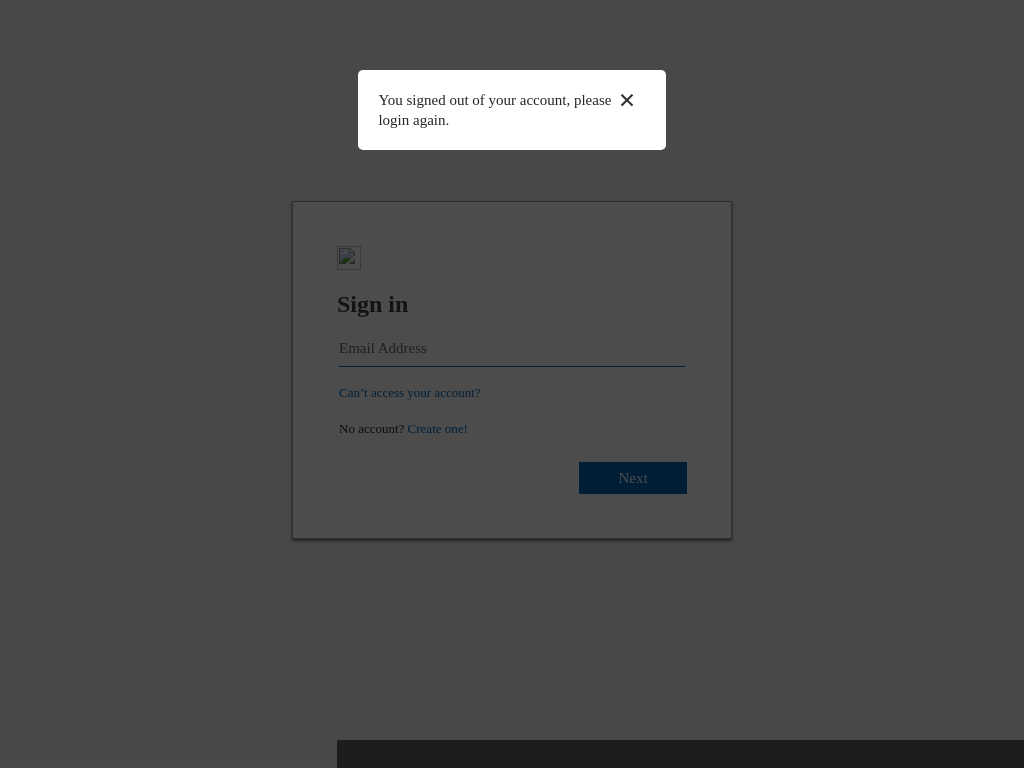 You signed out of your account, please ✕
login again.
Sign in
Email Address
Can’t access your account?
No account? Create one!
Next